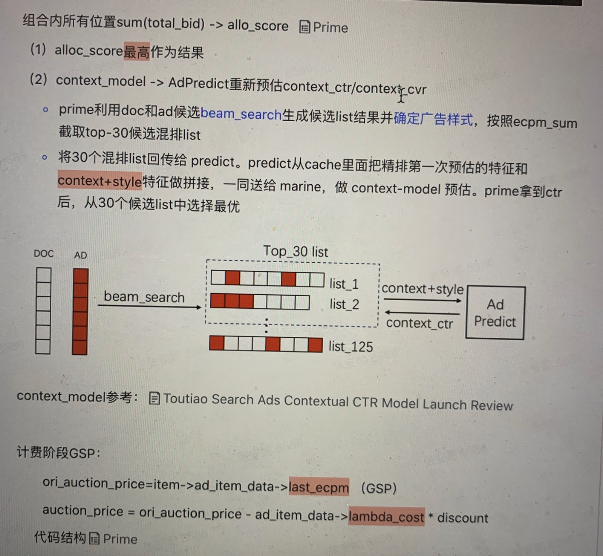 组合内所有位置sum(total_bid) -> allo_score Prime
(1) alloc_score最高作为结果
(2) context_model -> AdPredict重新预估context_ctr/context_cvr
prime利用doc和ad候选beam_search生成候选list结果并确定广告样式，按照ecpm_sum
截取top-30候选混排list
将30个混排list回传给 predict。predict从cache里面把精排第一次预估的特征和
context+style特征做拼接，一同送给 marine，做 context-model 预估。prime拿到ctr
后，从30个候选list中选择最优
Top_30 list
DOC AD
list_1
context+style
beam_search
list_2
Ad
Predict
context_ctr
list_125
context_model参考： Toutiao Search Ads Contextual CTR Model Launch Review
计费阶段GSP：
ori_auction_price=item->ad_item_data->last_ecpm （GSP）
auction_price = ori_auction_price - ad_item_data->lambda_cost * discount
代码结构 Prime